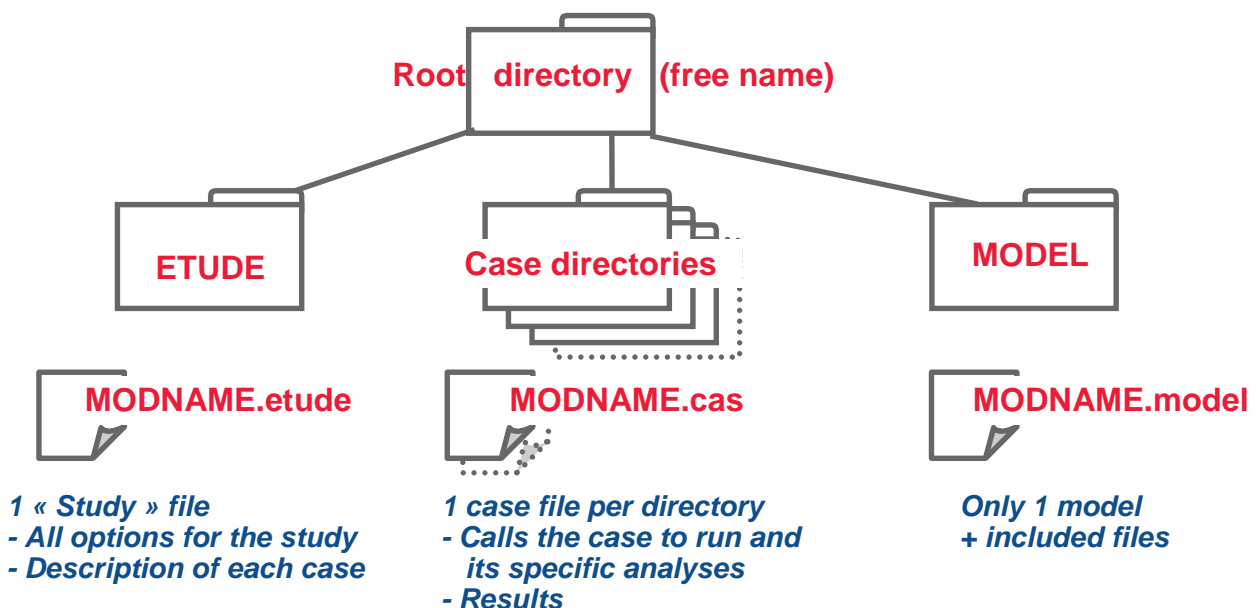 Root directory (free name)
ETUDE
Case directories
MODEL
MODNAME.etude
MODNAME.cas
MODNAME.model
1 « Study » file
- All options for the study
- Description of each case
1 case file per directory
- Calls the case to run and
its specific analyses
- Results
Only 1 model
+ included files